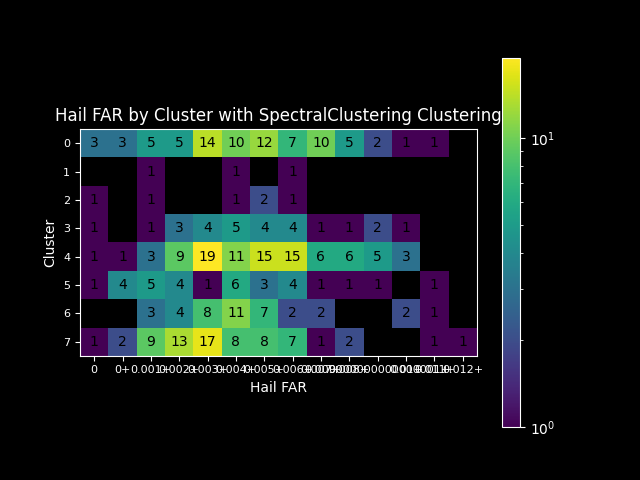 Hail FAR by Cluster with SpectralClustering Clustering
0 3 3 5 5 14 10 12 7 10 5 2 1 1
1 1 1 1
2 1 1 1 2 1
3 1 1 3 4 5 4 4 1 1 2 1
4 1 1 3 9 19 11 15 15 6 6 5 3
5 1 4 5 4 1 6 3 4 1 1 1 1
6 3 4 8 11 7 2 2 2 1
7 1 2 9 13 17 8 8 7 1 2 1 1
0 0+
Hail FAR
Cluster
10¹
10⁰